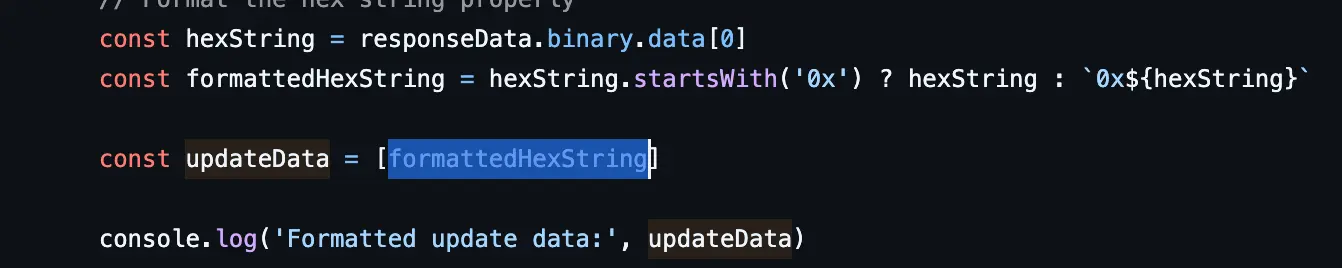 // Format the hex string properly
const hexString = responseData.binary.data[0]
const formattedHexString = hexString.startsWith('0x') ? hexString : `0x${hexString}`
const updateData = [formattedHexString]
console.log('Formatted update data:', updateData)